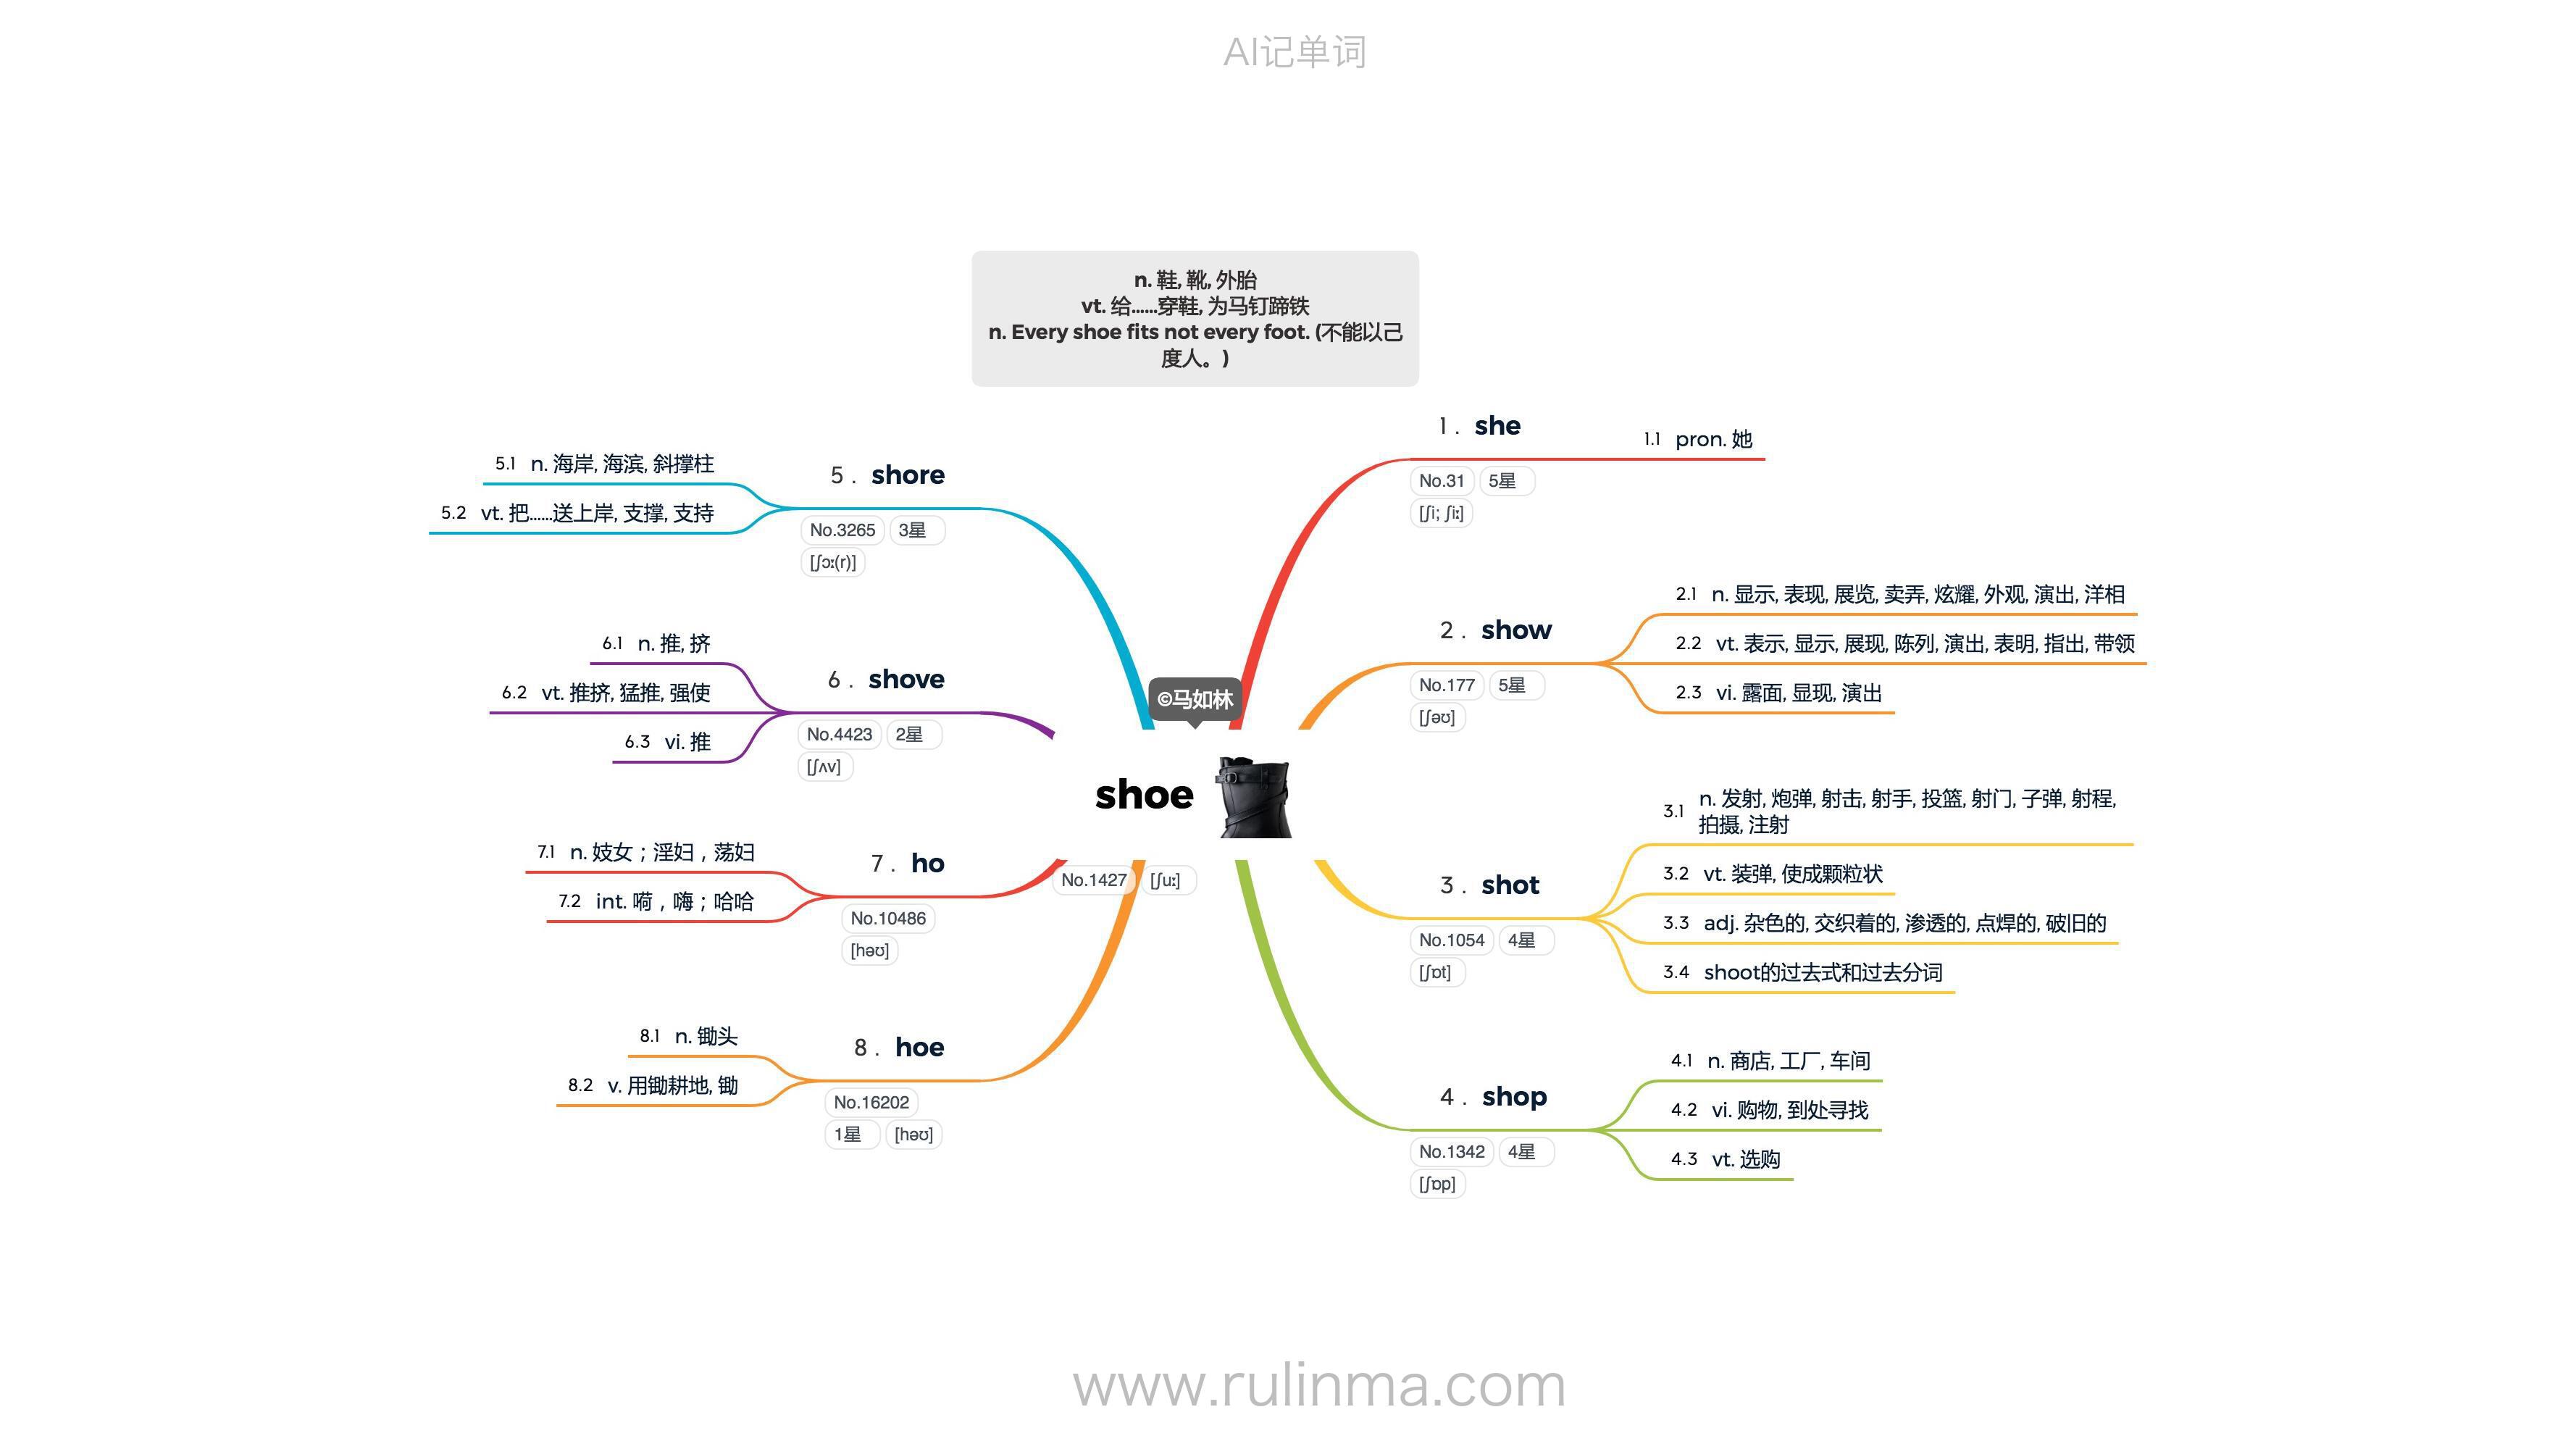 AI记单词
n. 鞋, 靴, 外胎
vt. 给……穿鞋, 为马钉蹄铁
n. Every shoe fits not every foot. (不能以己
度人。)
©马如林
shoe
No.1427 [ʃuː]
1 . she
No.31 5星
[ʃi; ʃiː]
1.1 pron. 她
2 . show
No.177 5星
[ʃəʊ]
2.1 n. 显示, 表现, 展览, 卖弄, 炫耀, 外观, 演出, 洋相
2.2 vt. 表示, 显示, 展现, 陈列, 演出, 表明, 指出, 带领
2.3 vi. 露面, 显现, 演出
3 . shot
No.1054 4星
[ʃɒt]
3.1 n. 发射, 炮弹, 射击, 射手, 投篮, 射门, 子弹, 射程,
拍摄, 注射
3.2 vt. 装弹, 使成颗粒状
3.3 adj. 杂色的, 交织着的, 渗透的, 点焊的, 破旧的
3.4 shoot的过去式和过去分词
4 . shop
No.1342 4星
[ʃɒp]
4.1 n. 商店, 工厂, 车间
4.2 vi. 购物, 到处寻找
4.3 vt. 选购
5 . shore
No.3265 3星
[ʃɔː(r)]
5.1 n. 海岸, 海滨, 斜撑柱
5.2 vt. 把……送上岸, 支撑, 支持
6 . shove
No.4423 2星
[ʃʌv]
6.1 n. 推, 挤
6.2 vt. 推挤, 猛推, 强使
6.3 vi. 推
7 . ho
No.10486
[həʊ]
7.1 n. 妓女；淫妇，荡妇
7.2 int. 嗬，嗨；哈哈
8 . hoe
No.16202
1星 [həʊ]
8.1 n. 锄头
8.2 v. 用锄耕地, 锄
www.rulinma.com